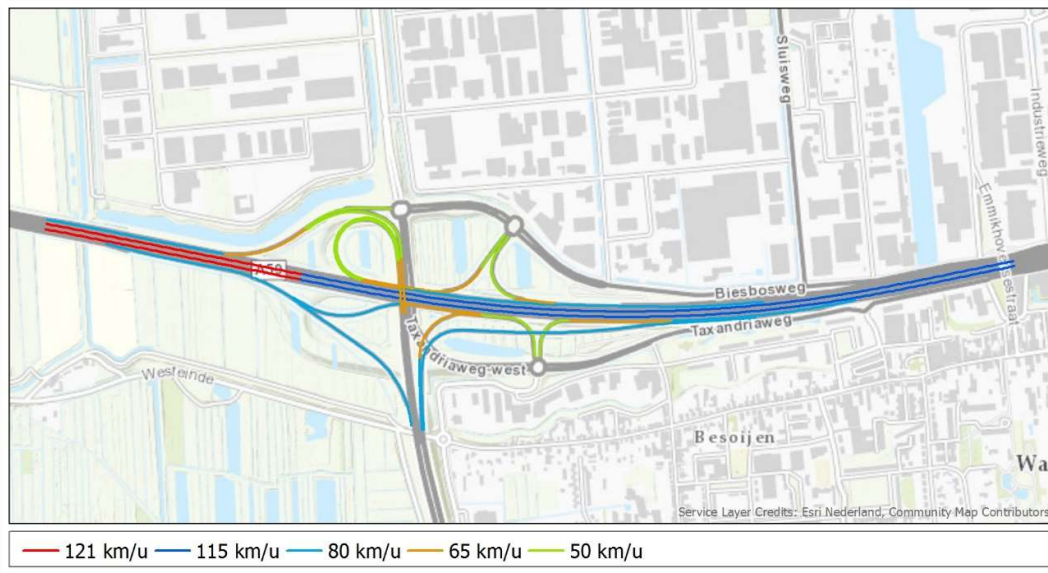 Sluisweg
Industrieweg
Emmikhovensestraat
A59
Biesbosweg
Taxandriaweg
Taxandriaweg-west
Westeinde
Besoijen
Wa
Service Layer Credits: Esri Nederland, Community Map Contributors
121 km/u 115 km/u 80 km/u 65 km/u 50 km/u